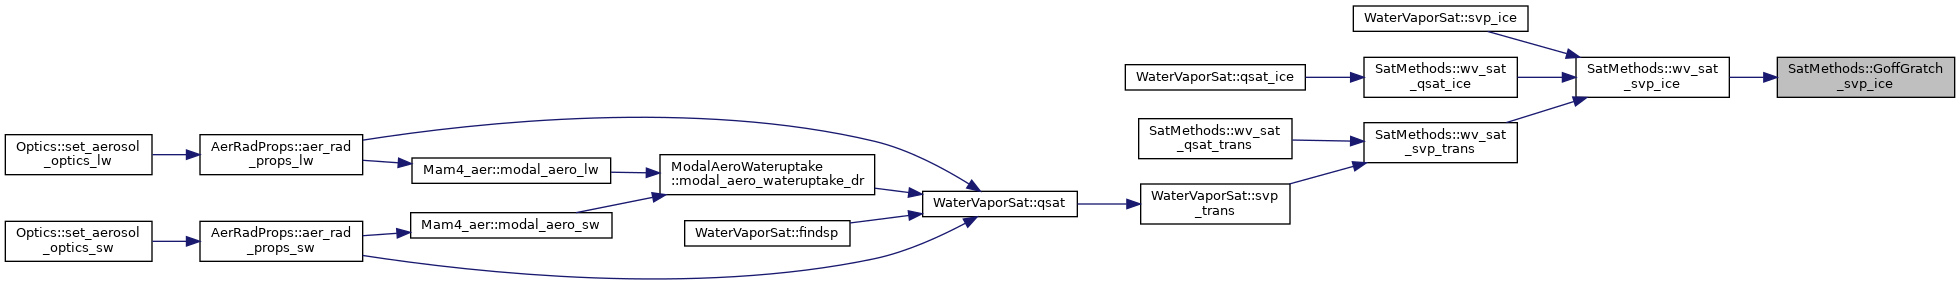 Optics::set_aerosol
_optics_lw
Optics::set_aerosol
_optics_sw
AerRadProps::aer_rad
_props_lw
AerRadProps::aer_rad
_props_sw
Mam4_aer::modal_aero_lw
Mam4_aer::modal_aero_sw
ModalAeroWateruptake
::modal_aero_wateruptake_dr
WaterVaporSat::findsp
WaterVaporSat::qsat
WaterVaporSat::qsat_ice
SatMethods::wv_sat
_qsat_trans
WaterVaporSat::svp
_trans
WaterVaporSat::svp_ice
SatMethods::wv_sat
_qsat_ice
SatMethods::wv_sat
_svp_trans
SatMethods::wv_sat
_svp_ice
SatMethods::GoffGratch
_svp_ice